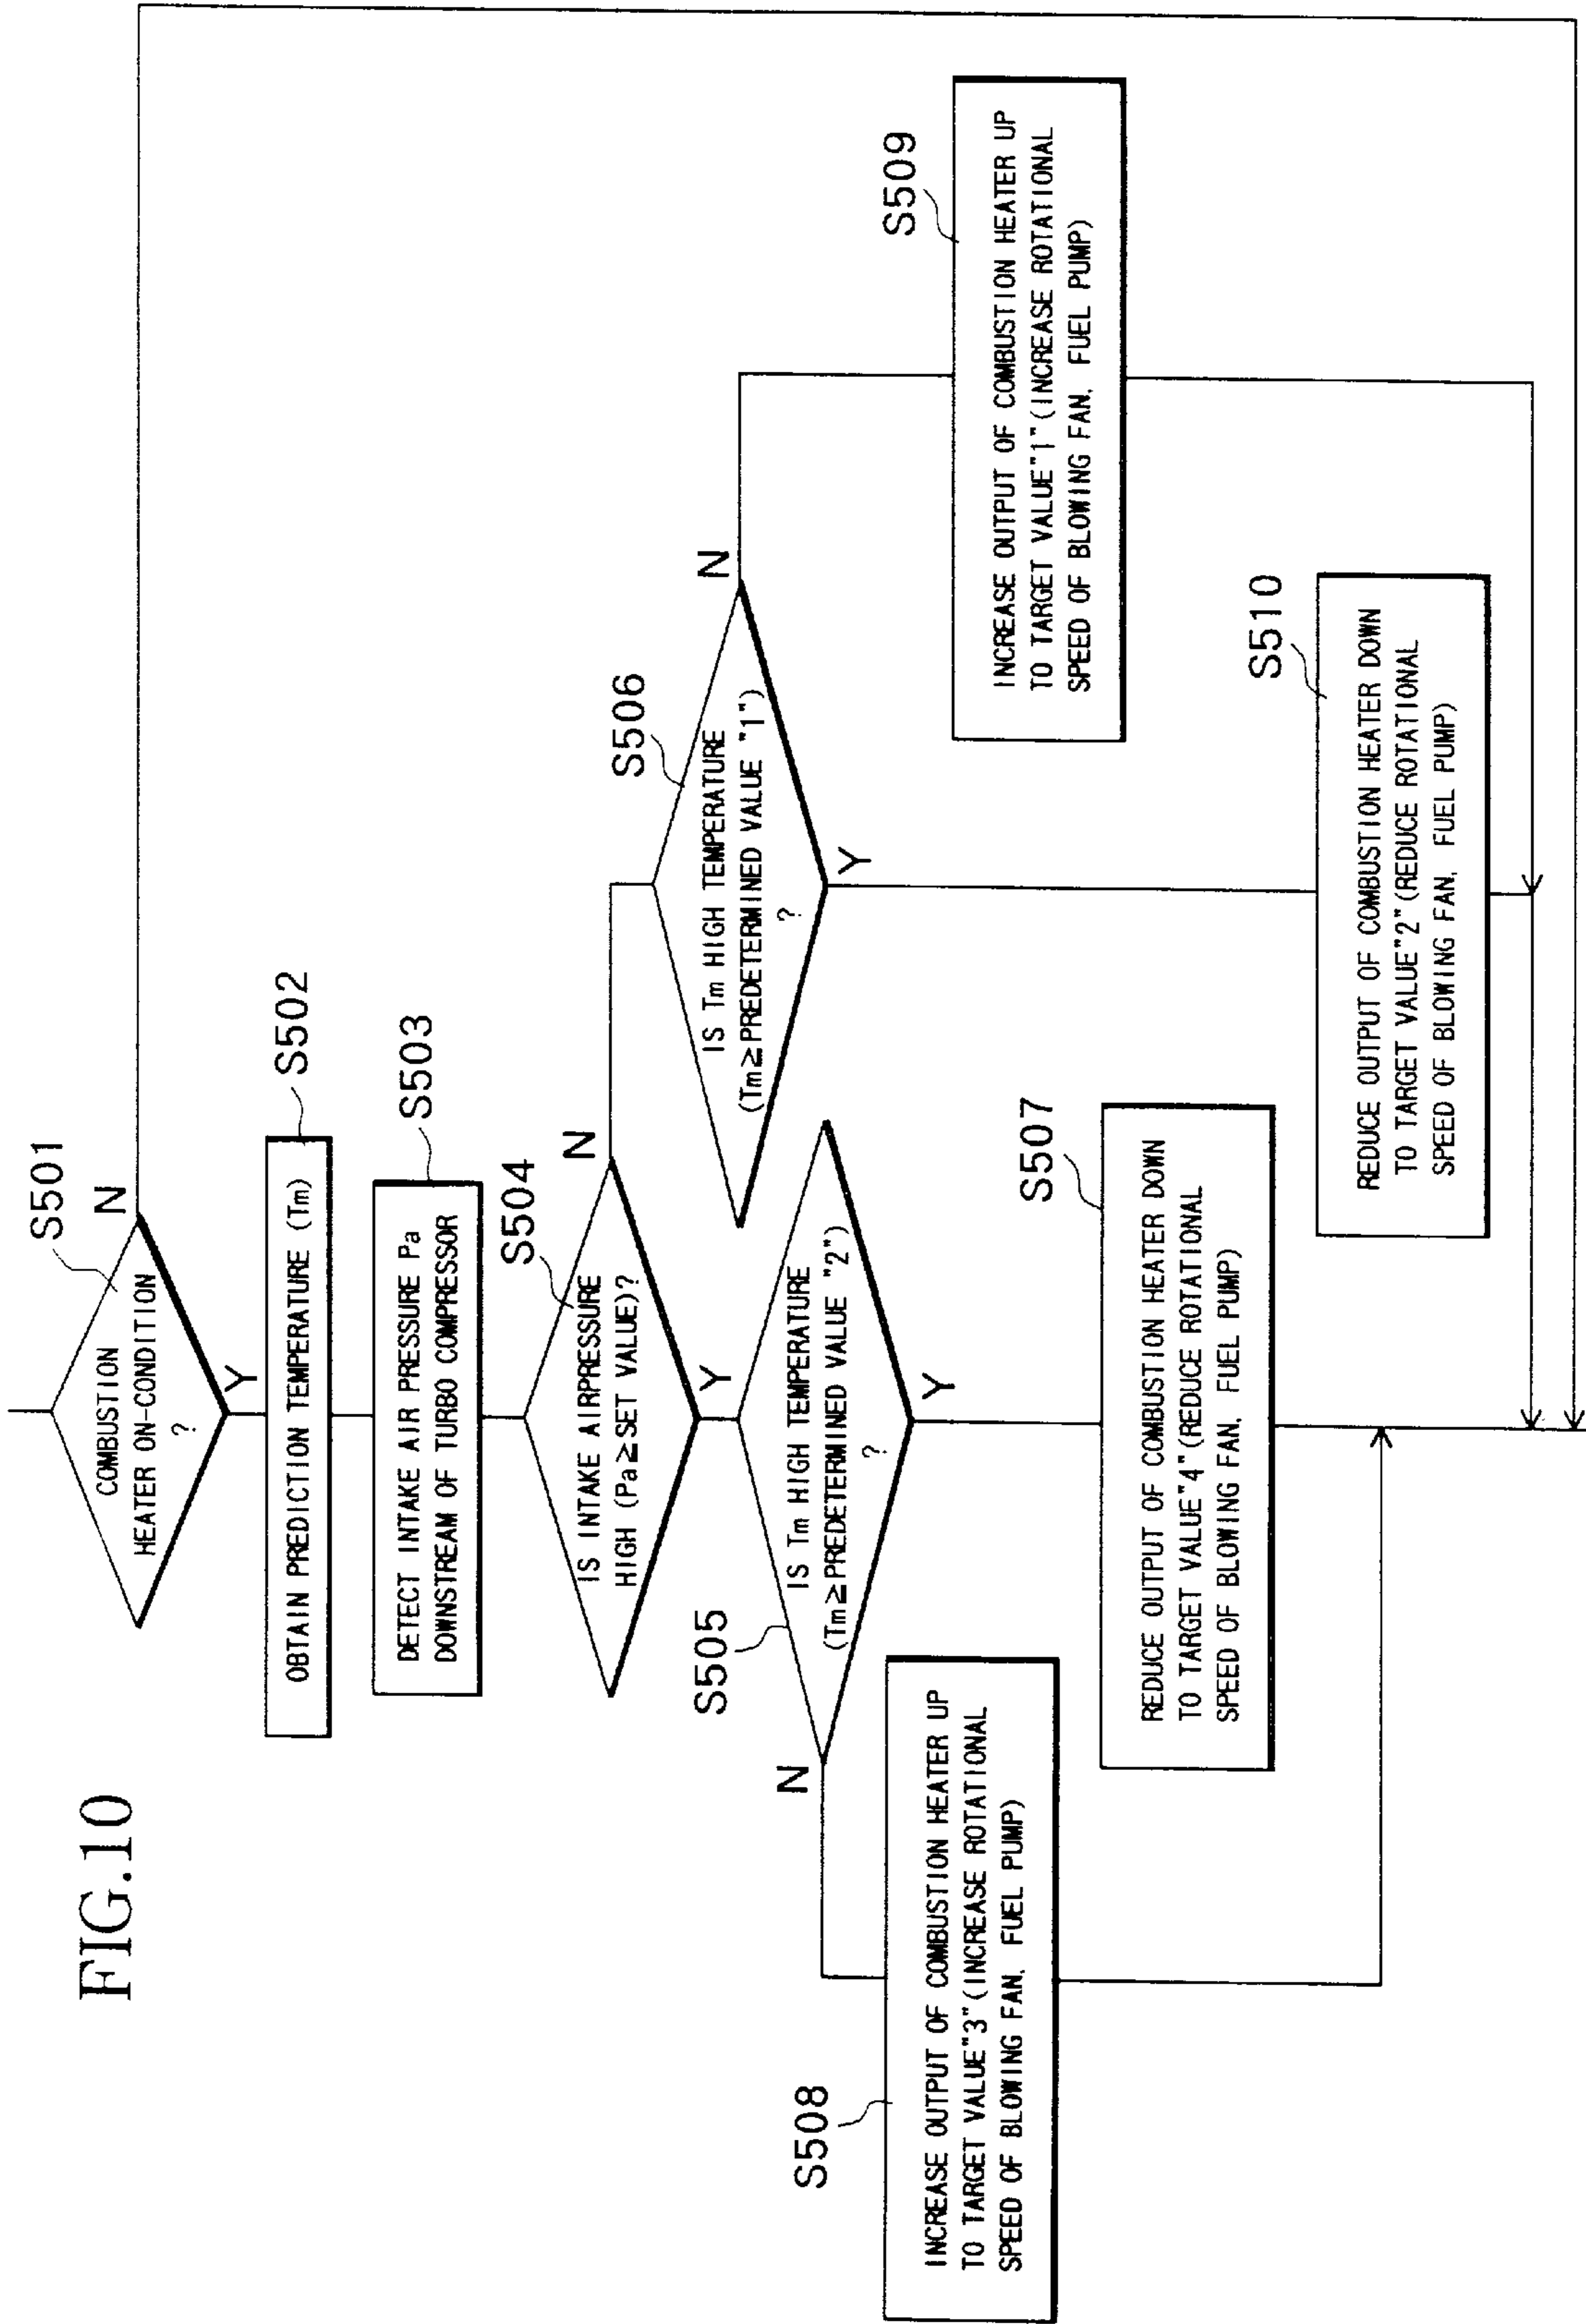 FIG.10
S501
COMBUSTION
HEATER ON-CONDITION
?
N
Y
S502
OBTAIN PREDICTION TEMPERATURE (Tm)
S503
DETECT INTAKE AIR PRESSURE Pa
DOWNSTREAM OF TURBO COMPRESSOR
S504
IS INTAKE AIRPRESSURE
HIGH (Pa≧SET VALUE)?
N
Y
S505
IS Tm HIGH TEMPERATURE
(Tm≧PREDETERMINED VALUE "2")
?
N
Y
S506
IS Tm HIGH TEMPERATURE
(Tm≧PREDETERMINED VALUE "1")
?
N
Y
S508
INCREASE OUTPUT OF COMBUSTION HEATER UP
TO TARGET VALUE"3"(INCREASE ROTATIONAL
SPEED OF BLOWING FAN, FUEL PUMP)
S507
REDUCE OUTPUT OF COMBUSTION HEATER DOWN
TO TARGET VALUE"4"(REDUCE ROTATIONAL
SPEED OF BLOWING FAN, FUEL PUMP)
S509
INCREASE OUTPUT OF COMBUSTION HEATER UP
TO TARGET VALUE"1"(INCREASE ROTATIONAL
SPEED OF BLOWING FAN, FUEL PUMP)
S510
REDUCE OUTPUT OF COMBUSTION HEATER DOWN
TO TARGET VALUE"2"(REDUCE ROTATIONAL
SPEED OF BLOWING FAN, FUEL PUMP)